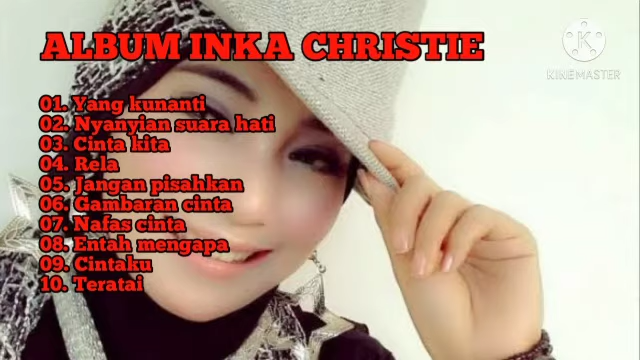 ALBUM INKA CHRISTIE
K
KINEMASTER
01. Yang kunanti
02. Nyanyian suara hati
03. Cinta kita
04. Rela
05. Jangan pisahkan
06. Gambaran cinta
07. Nafas cinta
08. Entah mengapa
09. Cintaku
10. Teratai